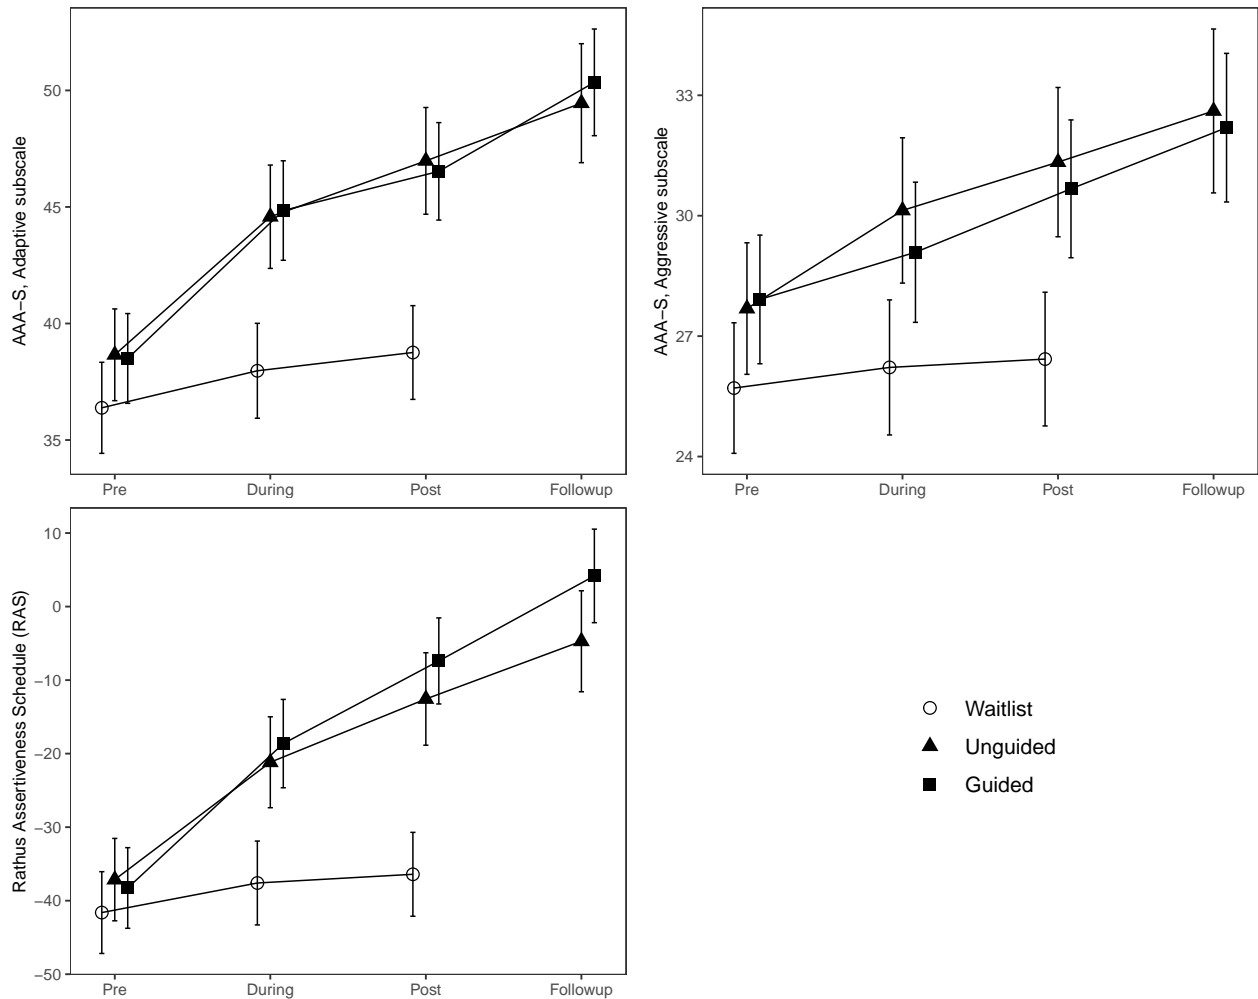 AAA−S, Adaptive subscale
50
45
40
35
Pre During Post Followup
AAA−S, Aggressive subscale
33
30
27
24
Pre During Post Followup
Rathus Assertiveness Schedule (RAS)
10
0
−10
−20
−30
−40
−50
Pre During Post Followup
Waitlist
Unguided
Guided